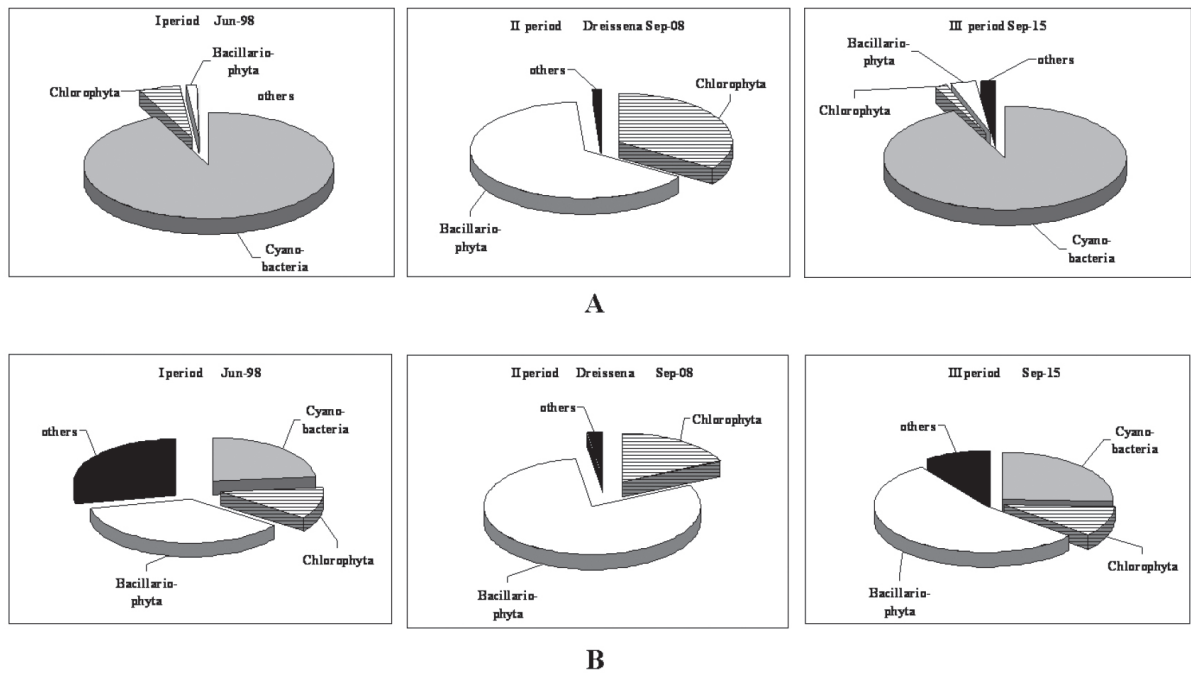 I period Jun-98
Bacillario-
phyta
Chlorophyta
others
Cyano-
bacteria
II period Dreissena Sep-08
others
Chlorophyta
Bacillario-
phyta
III period Sep-15
Bacillario-
phyta
others
Chlorophyta
Cyano-
bacteria
A
I period Jun-98
Cyano-
bacteria
others
Chlorophyta
Bacillario-
phyta
II period Dreissena Sep-08
others
Chlorophyta
Bacillario-
phyta
III period Sep-15
others
Cyano-
bacteria
Chlorophyta
Bacillario-
phyta
B